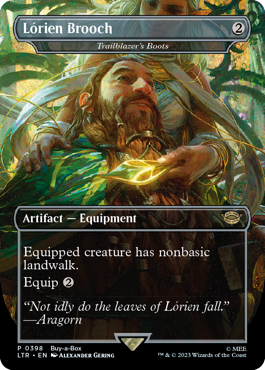 Lórien Brooch 2
Trailblazer's Boots
Artifact — Equipment
Equipped creature has nonbasic
landwalk.
Equip 2
“Not idly do the leaves of Lórien fall.”
—Aragorn
P 0398 Buy-a-Box
LTR • EN ALEXANDER GERING
© MEE
™ & © 2023 Wizards of the Coast